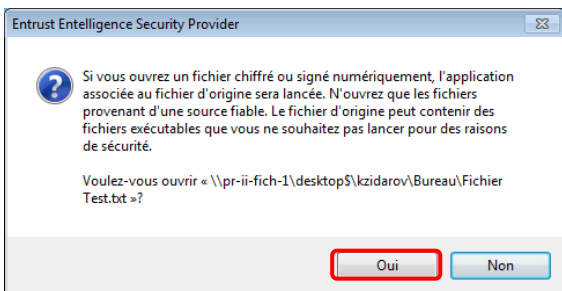 Entrust Entelligence Security Provider
Si vous ouvrez un fichier chiffré ou signé numériquement, l'application
associée au fichier d'origine sera lancée. N'ouvrez que les fichiers
provenant d'une source fiable. Le fichier d'origine peut contenir des
fichiers exécutables que vous ne souhaitez pas lancer pour des raisons
de sécurité.
Voulez-vous ouvrir « \\pr-ii-fich-1\desktop$\kzidarov\Bureau\Fichier
Test.txt »?
Oui
Non